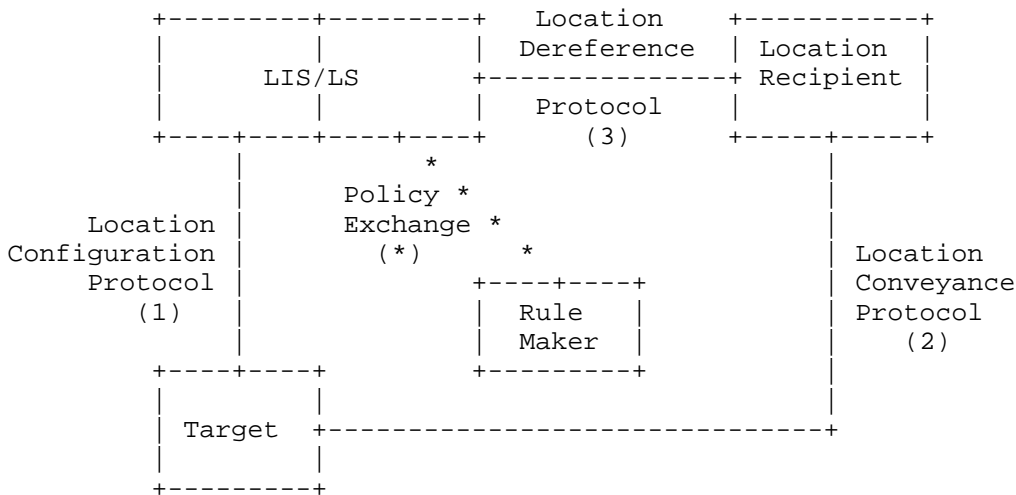 Location
Dereference
Location
LIS/LS
Recipient
Protocol
(3)
Policy
Location
Exchange
Configuration
(*)
Location
Protocol
Conveyance
(1)
Rule
Protocol
Maker
(2)
Target